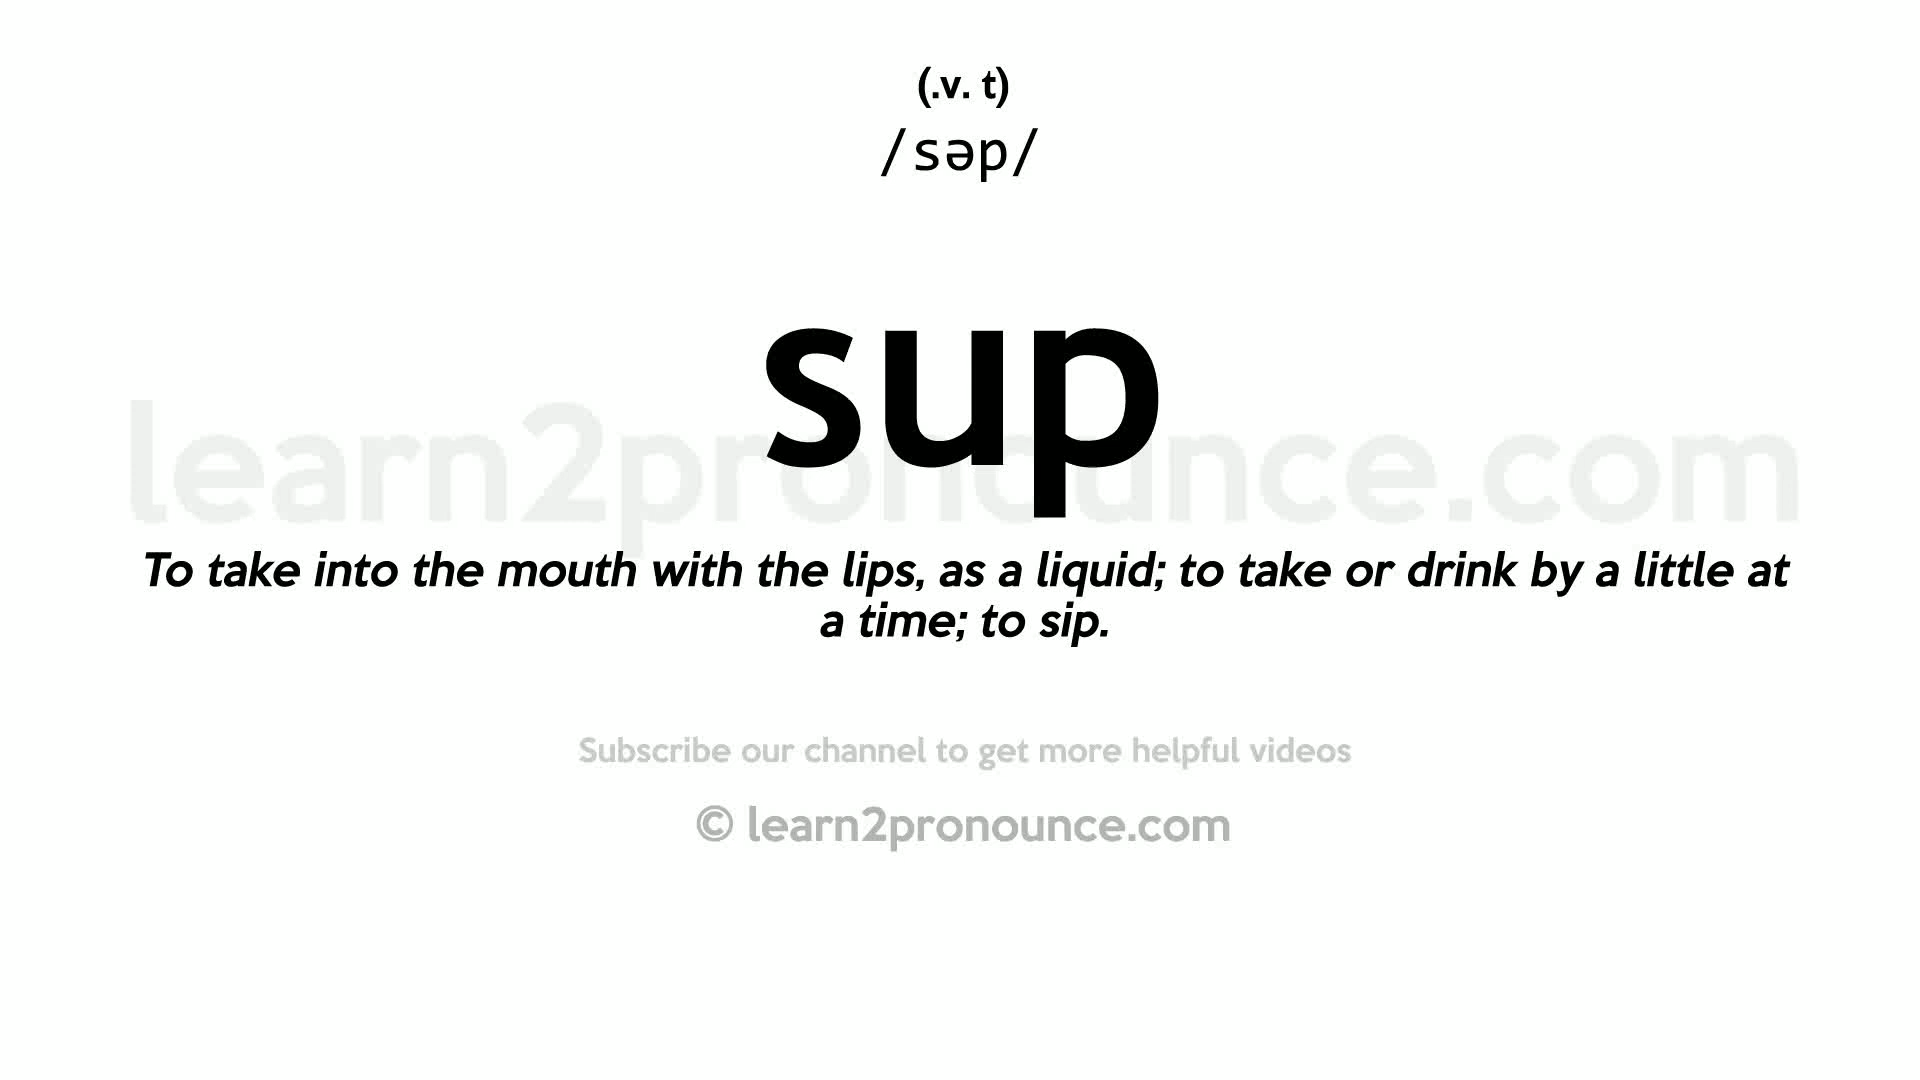 (.v. t)
/səp/
sup
learn2pronounce.com
To take into the mouth with the lips, as a liquid; to take or drink by a little at
a time; to sip.
Subscribe our channel to get more helpful videos
© learn2pronounce.com